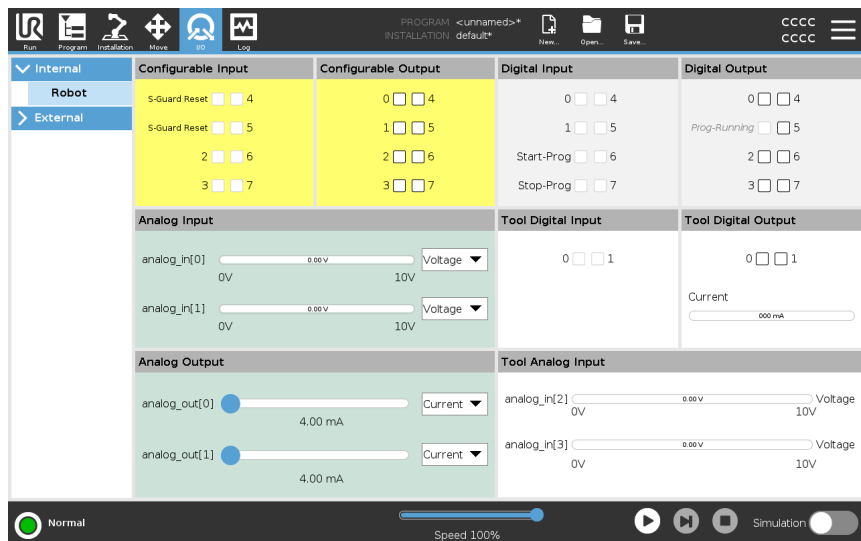 PROGRAM <unnamed>*
INSTALLATION default*
CCCC
CCCC
UR
Run Program Installation Move I/O Log New... Open... Save...
Internal
Robot
External
Configurable Input
S-Guard Reset 4
S-Guard Reset 5
2 6
3 7
Configurable Output
0 4
1 5
2 6
3 7
Digital Input
0 4
1 5
Start-Prog 6
Stop-Prog 7
Digital Output
0 4
Prog-Running 5
2 6
3 7
Analog Input
analog_in[0] 0.00 V Voltage
0V 10V
analog_in[1] 0.00 V Voltage
0V 10V
Tool Digital Input
0 1
Tool Digital Output
0 1
Current
000 mA
Analog Output
analog_out[0] Current
4.00 mA
analog_out[1] Current
4.00 mA
Tool Analog Input
analog_in[2] 0.00 V Voltage
0V 10V
analog_in[3] 0.00 V Voltage
0V 10V
Normal
Speed 100%
Simulation